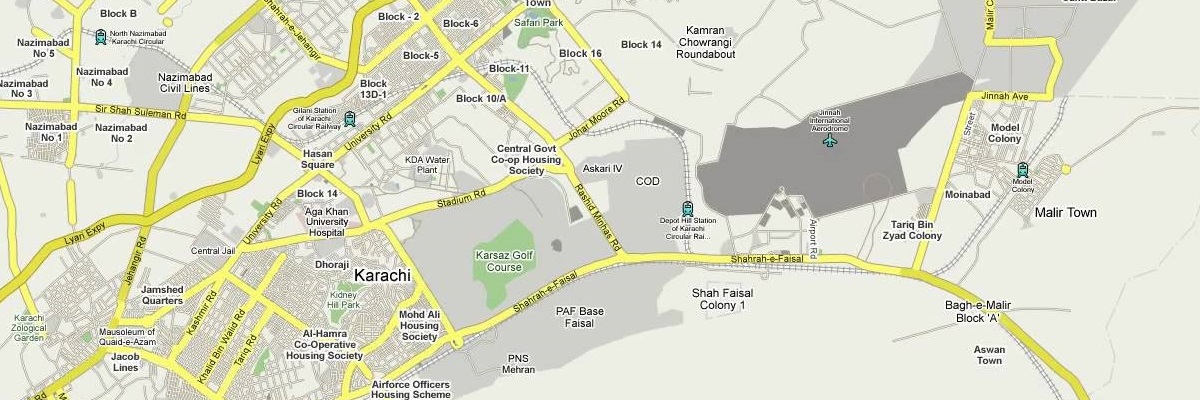 Block B
North Nazimabad
Karachi Circular
Nazimabad
No 5
Nazimabad
No 4
Nazimabad
No 3
Nazimabad
Civil Lines
Sir Shah Suleman Rd
Nazimabad
No 1
Nazimabad
No 2
Shahrah-e-Jehangir
Block - 2
Block-6
Block-5
Block
13D-1
Town
Safari Park
Block 16
Block 14
Block-11
Block 10/A
Kamran
Chowrangi
Roundabout
Gilani Station
of Karachi
Circular Railway
University Rd
Lyari Expy
Hasan
Square
KDA Water
Plant
Central Govt
Co-op Housing
Society
Johar Moore Rd
Askari IV
COD
Jinnah
International
Aerodrome
Jinnah Ave
Street
Model
Colony
Model
Colony
Moinabad
Malir Town
Tariq Bin
Zyad Colony
Block 14
Stadium Rd
Rashid Minhas Rd
Aga Khan
University
Hospital
University Rd
Lyari Expy
Jehangir Rd
Central Jail
Depot Hill Station
of Karachi
Circular Rai...
Airport Rd
Karsaz Golf
Course
Shahrah-e-Faisal
Shahrah-e-Faisal
Dhoraji
Karachi
Jamshed
Quarters
Kashmir Rd
Kidney
Hill Park
Khalid Bin Walid Rd
Tariq Rd
Karachi
Zological
Garden
Mausoleum of
Quaid-e-Azam
Jacob
Lines
Al-Hamra
Co-Operative
Housing Society
Mohd Ali
Housing
Society
PAF Base
Faisal
Shah Faisal
Colony 1
Bagh-e-Malir
Block 'A'
Aswan
Town
PNS
Mehran
Airforce Officers
Housing Scheme
Rd